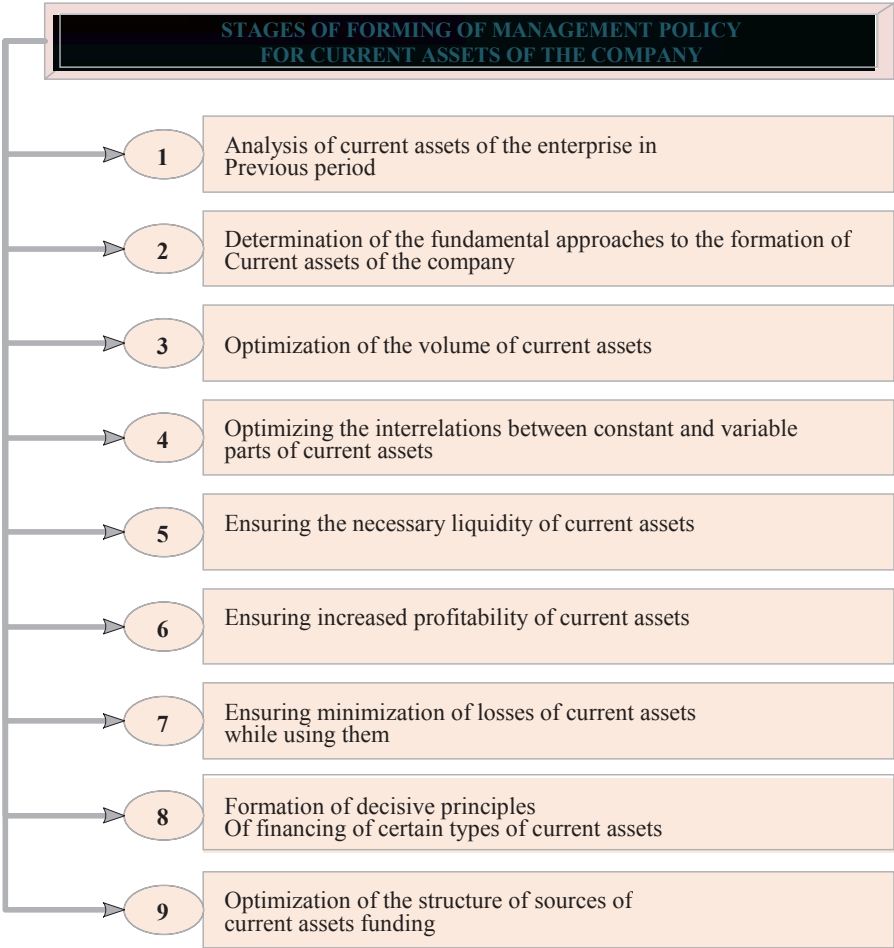 STAGES OF FORMING OF MANAGEMENT POLICY
FOR CURRENT ASSETS OF THE COMPANY
1
Analysis of current assets of the enterprise in
Previous period
2
Determination of the fundamental approaches to the formation of
Current assets of the company
3
Optimization of the volume of current assets
4
Optimizing the interrelations between constant and variable
parts of current assets
5
Ensuring the necessary liquidity of current assets
6
Ensuring increased profitability of current assets
7
Ensuring minimization of losses of current assets
while using them
8
Formation of decisive principles
Of financing of certain types of current assets
9
Optimization of the structure of sources of
current assets funding